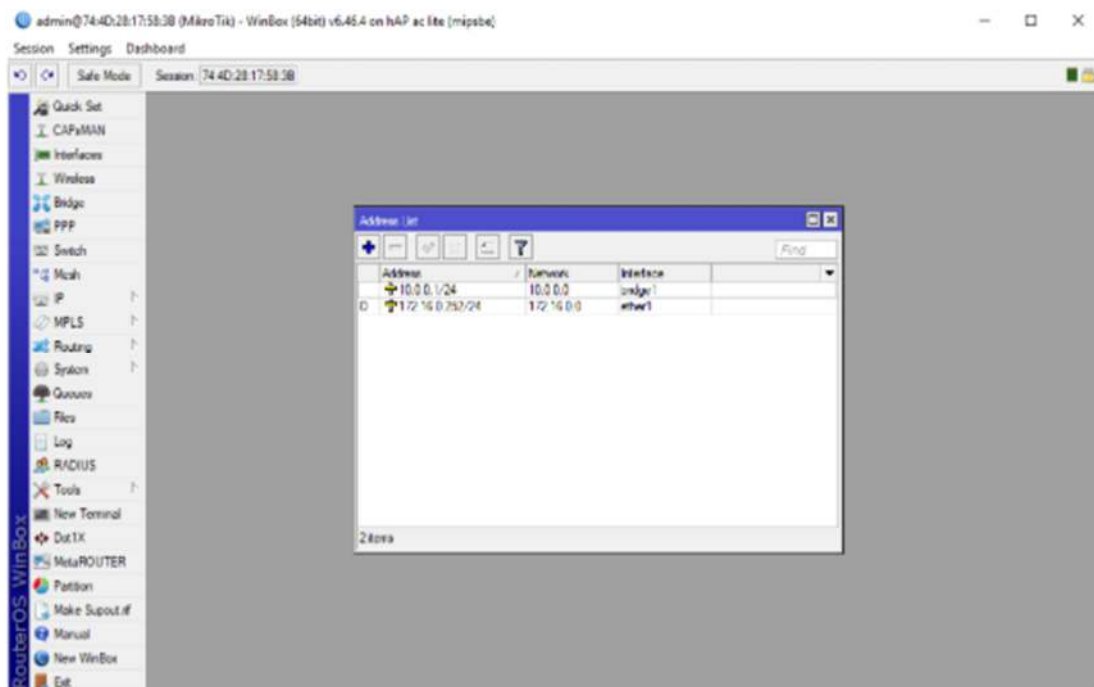 admin@74:4D:28:17:58:3B (MikroTik) - WinBox (64bit) v6.46.4 on hAP ac lite (mipsbe)
Session Settings Dashboard
Safe Mode Session: 74:4D:28:17:58:3B
Quick Set
CAPsMAN
Interfaces
Wireless
Bridge
PPP
Switch
Mesh
IP
MPLS
Routing
System
Queues
Files
Log
RADIUS
Tools
New Terminal
Dot1X
MetaROUTER
Partition
Make Supout.rif
Manual
New WinBox
Exit
RouterOS WinBox
Address List
Find
Address Network Interface
10.0.0.1/24 10.0.0.0 bridge1
D 172.16.0.252/24 172.16.0.0 ether1
2 items